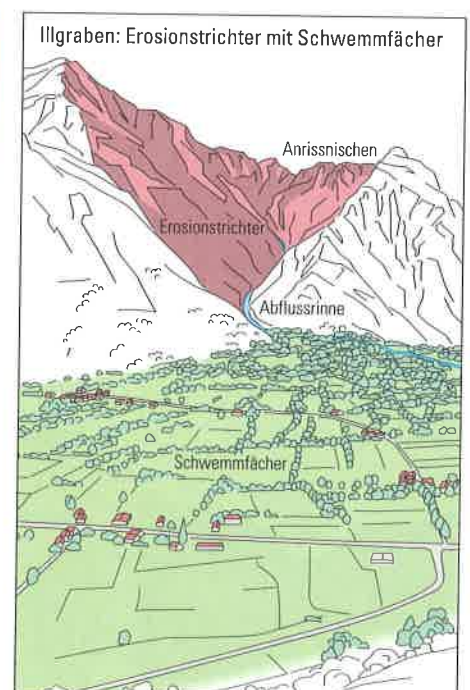 Illgraben: Erosionstrichter mit Schwemmfächer
Anrissnischen
Erosionstrichter
Abflussrinne
Schwemmfächer